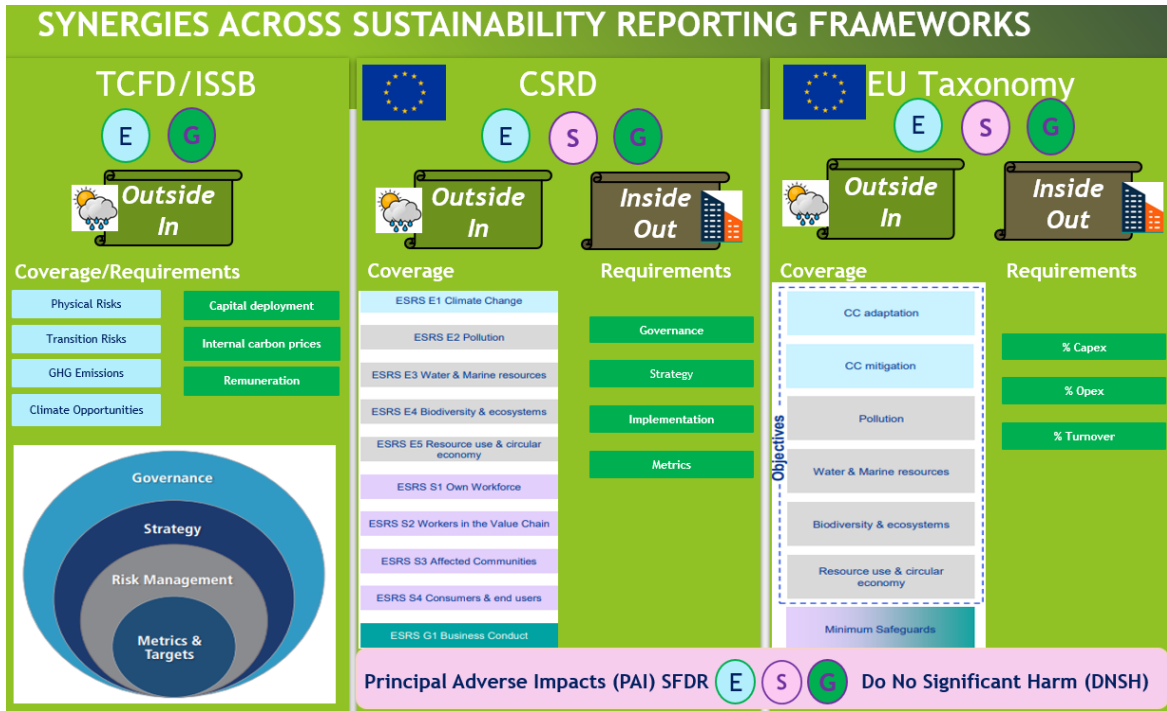 SYNERGIES ACROSS SUSTAINABILITY REPORTING FRAMEWORKS
TCFD/ISSB
E
G
Outside
In
Coverage/Requirements
Physical Risks
Transition Risks
GHG Emissions
Climate Opportunities
Capital deployment
Internal carbon prices
Remuneration
Governance
Strategy
Risk Management
Metrics &
Targets
CSRD
E
S
G
Outside
In
Inside
Out
Coverage
ESRS E1 Climate Change
ESRS E2 Pollution
ESRS E3 Water & Marine resources
ESRS E4 Biodiversity & ecosystems
ESRS E5 Resource use & circular
economy
ESRS S1 Own Workforce
ESRS S2 Workers in the Value Chain
ESRS S3 Affected Communities
ESRS S4 Consumers & end users
ESRS G1 Business Conduct
Requirements
Governance
Strategy
Implementation
Metrics
EU Taxonomy
E
S
G
Outside
In
Inside
Out
Coverage
Objectives
CC adaptation
CC mitigation
Pollution
Water & Marine resources
Biodiversity & ecosystems
Resource use & circular
economy
Minimum Safeguards
Requirements
% Capex
% Opex
% Turnover
Principal Adverse Impacts (PAI) SFDR E S G Do No Significant Harm (DNSH)